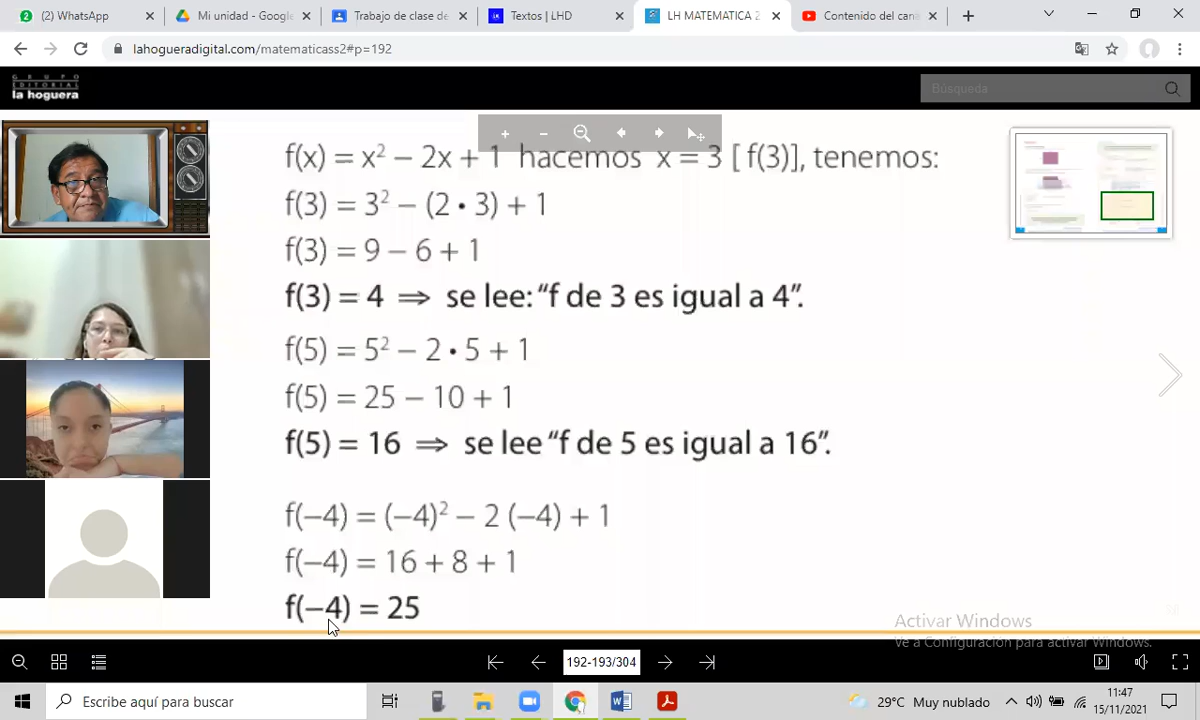 (2) WhatsApp
Mi unidad - Google
Trabajo de clase de
Textos | LHD
LH MATEMATICA 2
Contenido del can
lahogueradigital.com/matematicass2#p=192
GRUPO
EDITORIAL
la hoguera
Búsqueda
f(x) = x² − 2x + 1 hacemos x = 3 [ f(3)], tenemos:
f(3) = 3² − (2 • 3) + 1
f(3) = 9 − 6 + 1
f(3) = 4 ⇒ se lee: “f de 3 es igual a 4”.
f(5) = 5² − 2 • 5 + 1
f(5) = 25 − 10 + 1
f(5) = 16 ⇒ se lee “f de 5 es igual a 16”.
f(−4) = (−4)² − 2 (−4) + 1
f(−4) = 16 + 8 + 1
f(−4) = 25
Activar Windows
Ve a Configuración para activar Windows.
192-193/304
Escribe aquí para buscar
29°C Muy nublado
11:47
15/11/2021